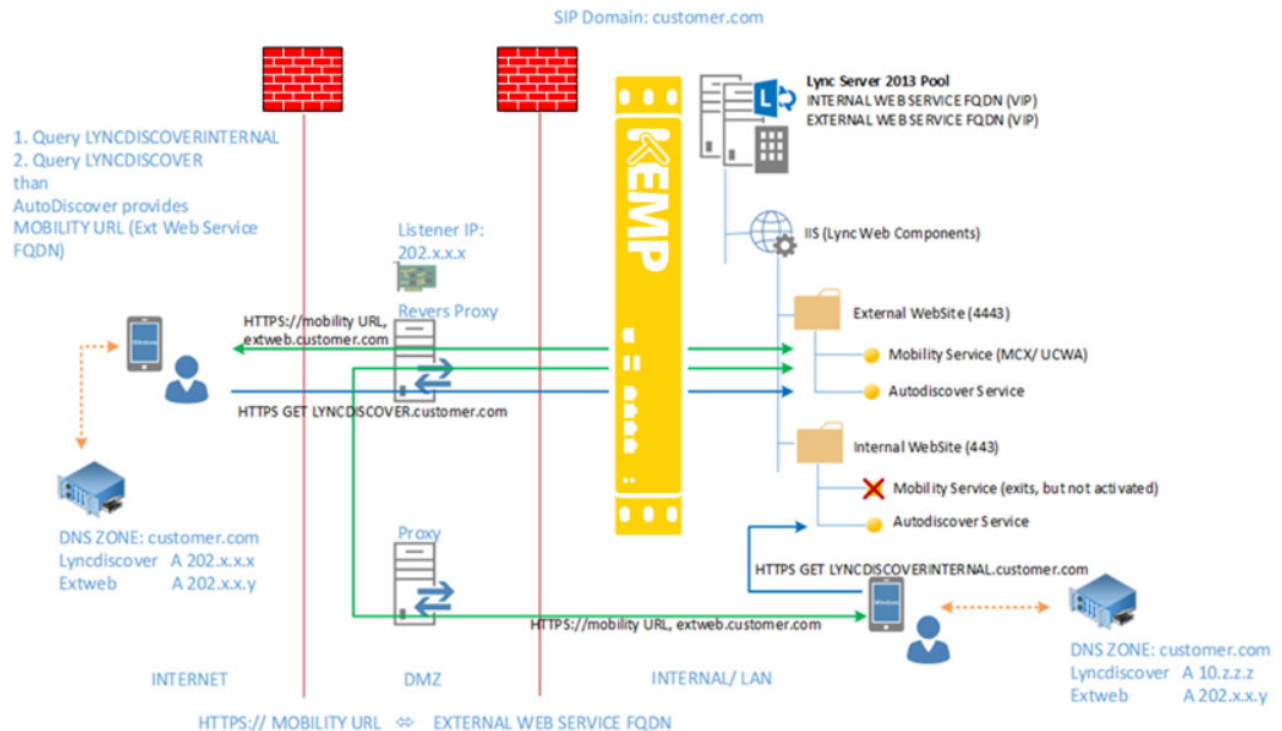 SIP Domain: customer.com
Lync Server 2013 Pool
INTERNAL WEB SERVICE FQDN (VIP)
EXTERNAL WEB SERVICE FQDN (VIP)
1. Query LYNCDISCOVERINTERNAL
2. Query LYNCDISCOVER
than
AutoDiscover provides
MOBILITY URL (Ext Web Service
FQDN)
KEMP
Listener IP:
202.x.x.x
Revers Proxy
IIS (Lync Web Components)
External WebSite (4443)
Mobility Service (MCX/ UCWA)
Autodiscover Service
HTTPS://mobility URL,
extweb.customer.com
HTTPS GET LYNCDISCOVER.customer.com
Internal WebSite (443)
Mobility Service (exits, but not activated)
Autodiscover Service
DNS ZONE: customer.com
Lyncdiscover A 202.x.x.x
Extweb A 202.x.x.y
Proxy
HTTPS GET LYNCDISCOVERINTERNAL.customer.com
HTTPS://mobility URL, extweb.customer.com
DNS ZONE: customer.com
Lyncdiscover A 10.z.z.z
Extweb A 202.x.x.y
INTERNET
DMZ
INTERNAL/ LAN
HTTPS:// MOBILITY URL ⇔ EXTERNAL WEB SERVICE FQDN